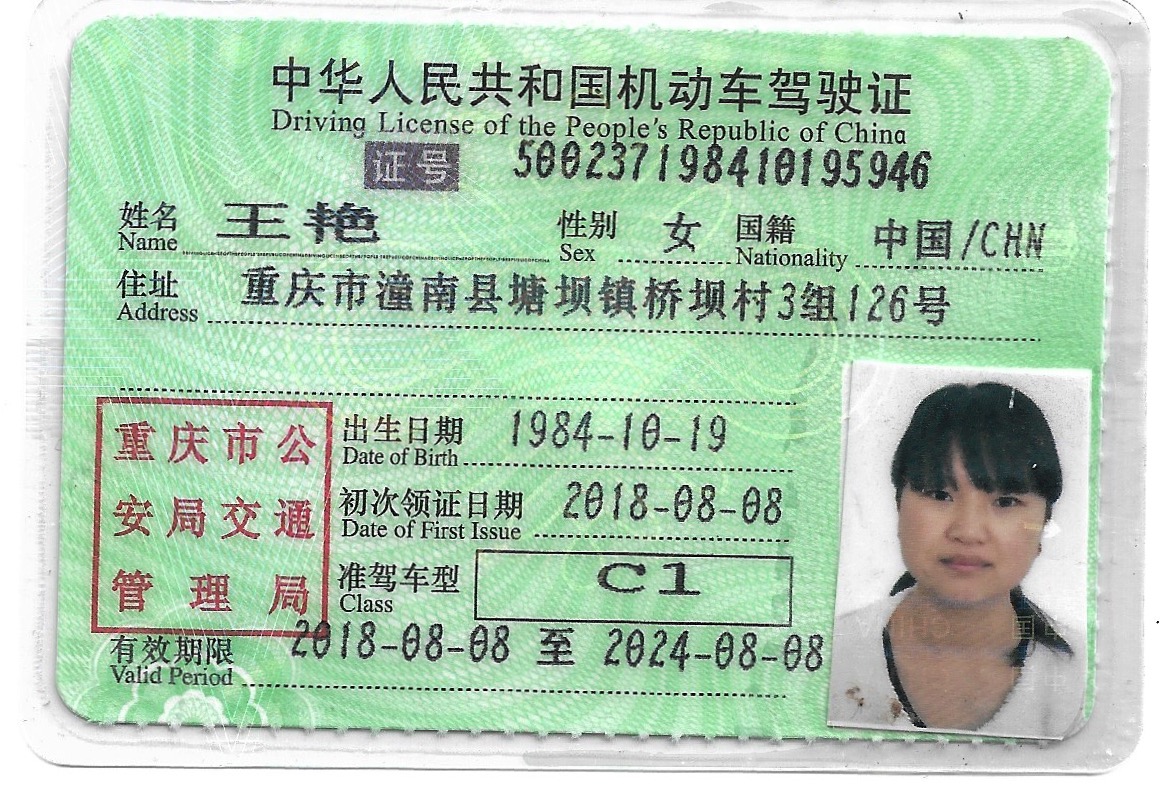 中华人民共和国机动车驾驶证
Driving License of the People's Republic of China
证号 500237198410195946
姓名 王艳 性别 女 国籍 中国/CHN
Name Sex Nationality
住址 重庆市潼南县塘坝镇桥坝村3组126号
Address
重庆市公
安局交通
管理局
出生日期 1984-10-19
Date of Birth
初次领证日期 2018-08-08
Date of First Issue
准驾车型 C1
Class
有效期限 2018-08-08 至 2024-08-08
Valid Period